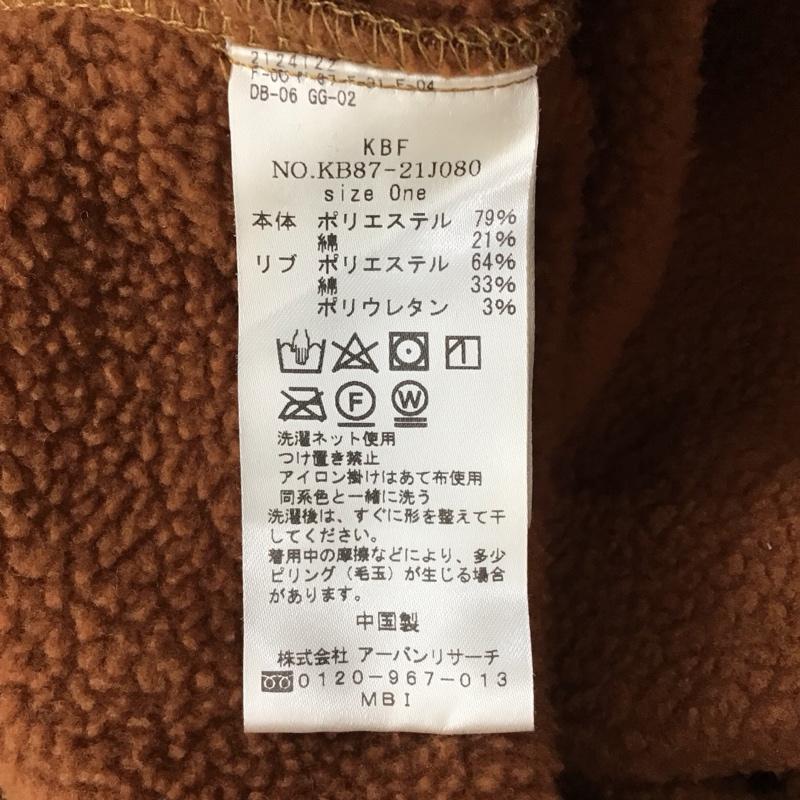 2124122
DB-06 GG-02
KBF
NO.KB87-21J080
size One
本体 ポリエステル 79%
綿 21%
リブ ポリエステル 64%
綿 33%
ポリウレタン 3%
F W
洗濯ネット使用
つけ置き禁止
アイロン掛けはあて布使用
同系色と一緒に洗う
洗濯後は、すぐに形を整えて干
してください。
着用中の摩擦などにより、多少
ピリング（毛玉）が生じる場合
があります。
中国製
株式会社 アーバンリサーチ
0120-967-013
MBI